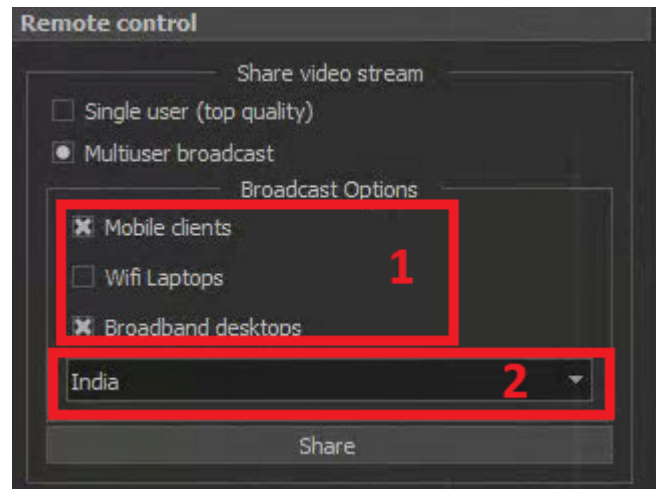 Remote control
Share video stream
Single user (top quality)
Multiuser broadcast
Broadcast Options
Mobile clients
Wifi Laptops
1
Broadband desktops
India
2
Share